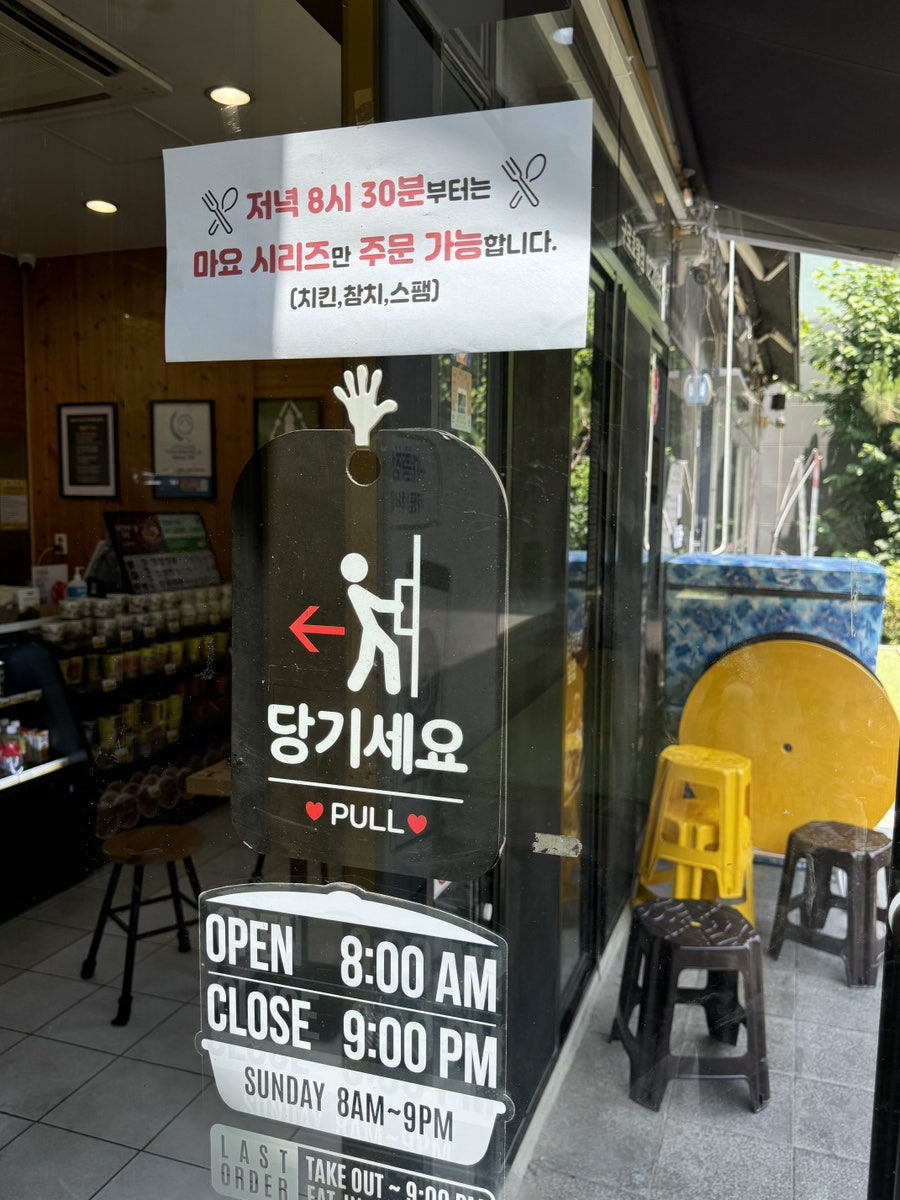 저녁 8시 30분부터는
마요 시리즈만 주문 가능합니다.
(치킨,참치,스팸)
당기세요
PULL
OPEN 8:00 AM
CLOSE 9:00 PM
SUNDAY 8AM~9PM
LAST
ORDER
TAKE OUT ~ 9:00 PM
EAT IN